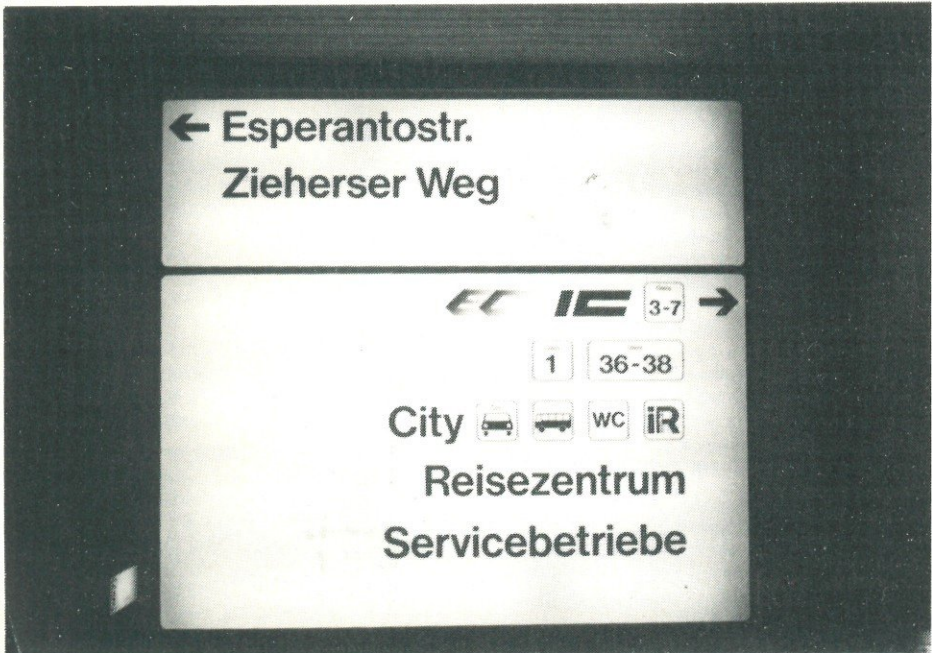 ← Esperantostr.
Zieherser Weg
EC IC 3-7 →
1 36-38
City WC iR
Reisezentrum
Servicebetriebe